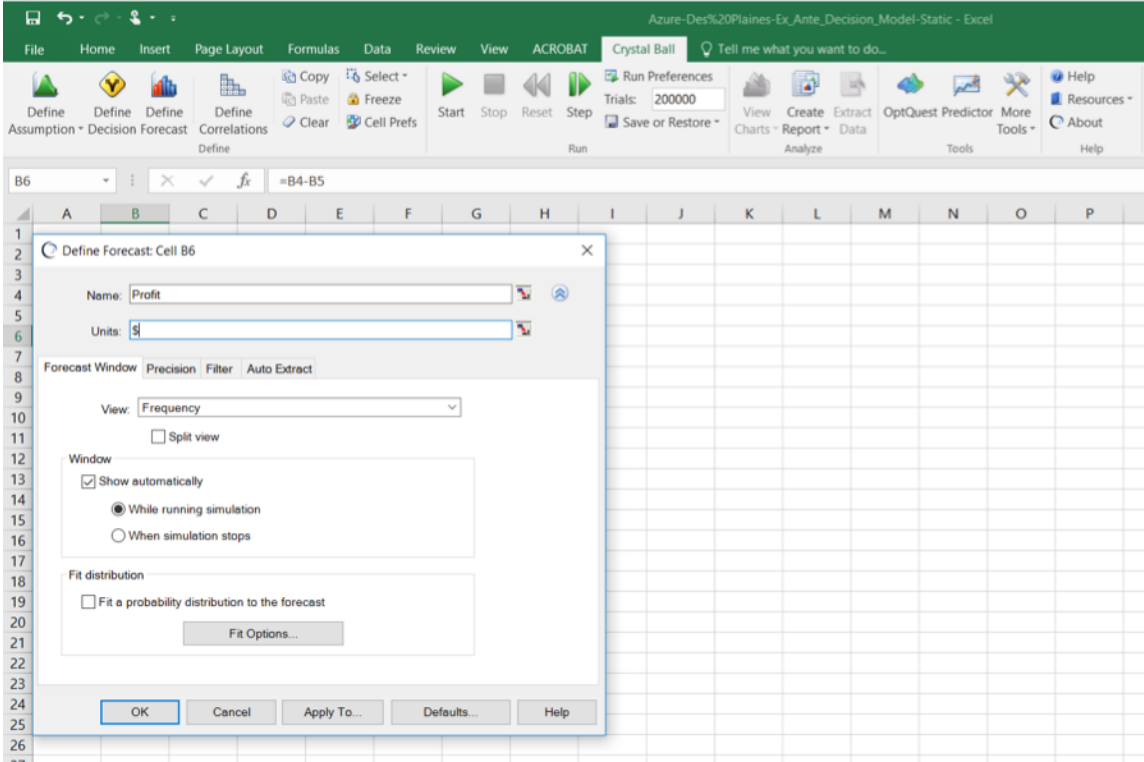 Azure-Des%20Plaines-Ex_Ante_Decision_Model-Static - Excel
File Home Insert Page Layout Formulas Data Review View ACROBAT Crystal Ball Tell me what you want to do...
Define Assumption
Define Decision
Define Forecast
Define Correlations
Copy
Paste
Clear
Select
Freeze
Cell Prefs
Define
Start
Stop
Reset
Step
Run Preferences
Trials: 200000
Save or Restore
Run
View Charts
Create Report
Extract Data
Analyze
OptQuest
Predictor
More Tools
Tools
Help
Resources
About
Help
B6 fx =B4-B5
A B C D E F G H I J K L M N O P
1
2
3
4
5
6
7
8
9
10
11
12
13
14
15
16
17
18
19
20
21
22
23
24
25
26
Define Forecast: Cell B6
Name: Profit
Units: $
Forecast Window Precision Filter Auto Extract
View: Frequency
Split view
Window
Show automatically
While running simulation
When simulation stops
Fit distribution
Fit a probability distribution to the forecast
Fit Options...
OK Cancel Apply To... Defaults... Help